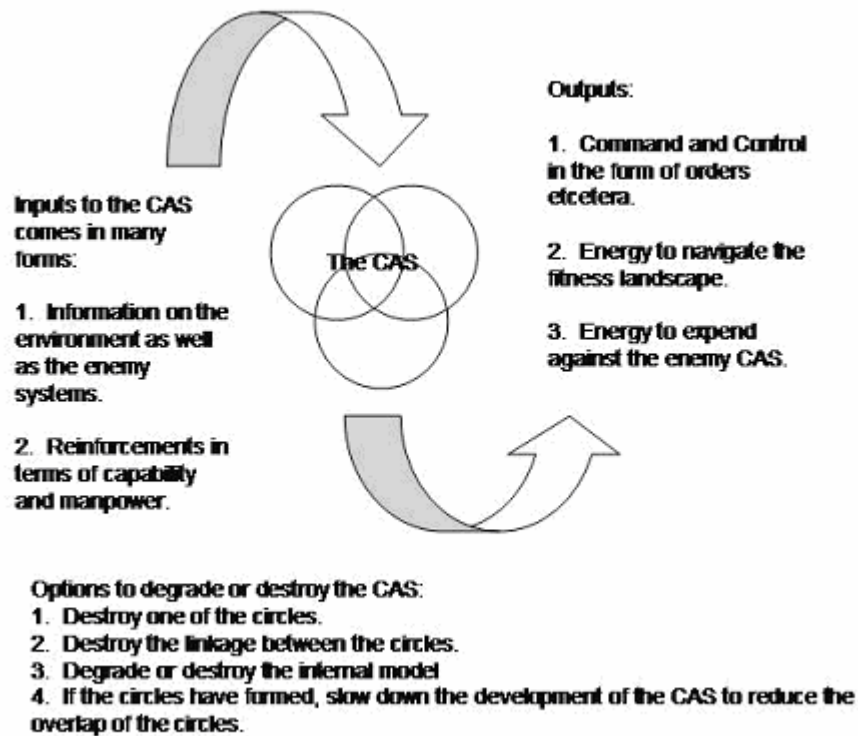 Inputs to the CAS
comes in many
forms:
1. Information on the
environment as well
as the enemy
systems.
2. Reinforcements in
terms of capability
and manpower.
The CAS
Outputs:
1. Command and Control
in the form of orders
etcetera.
2. Energy to navigate the
fitness landscape.
3. Energy to expend
against the enemy CAS.
Options to degrade or destroy the CAS:
1. Destroy one of the circles.
2. Destroy the linkage between the circles.
3. Degrade or destroy the internal model
4. If the circles have formed, slow down the development of the CAS to reduce the
overlap of the circles.